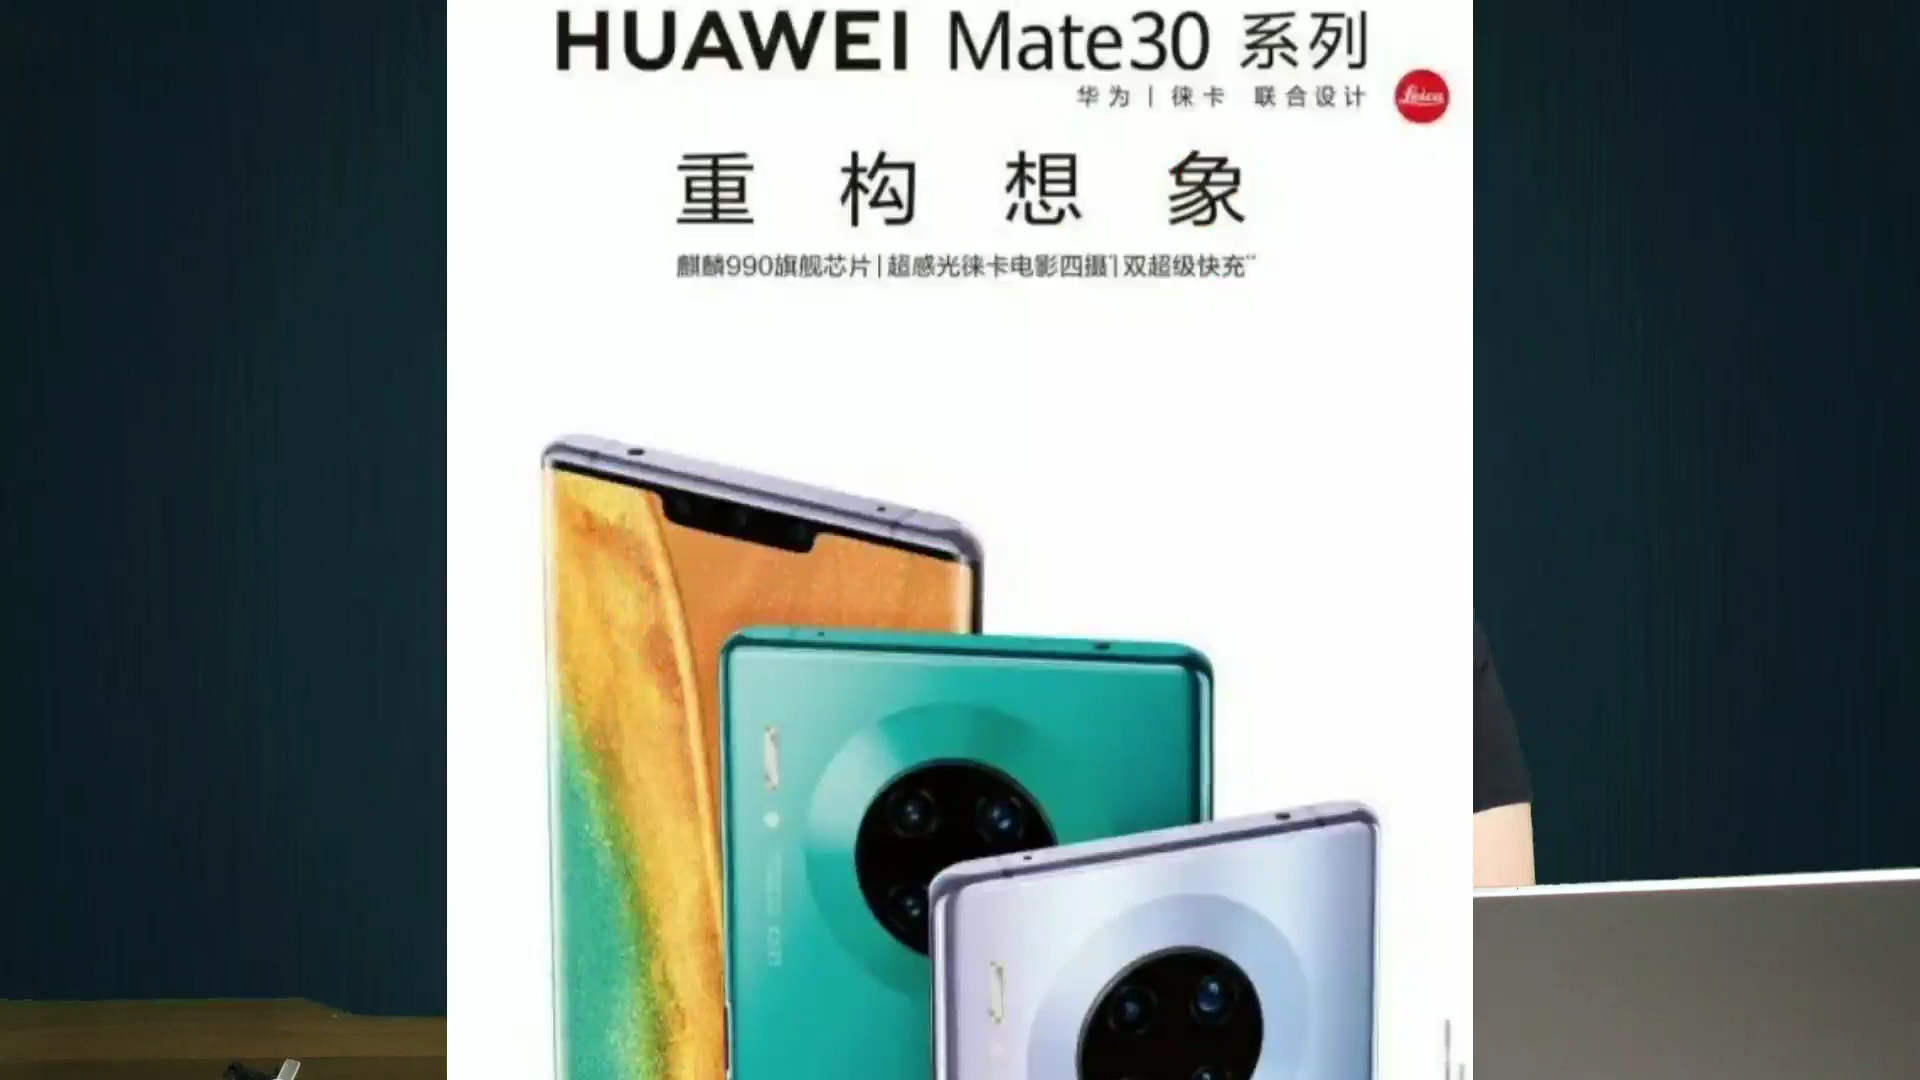 HUAWEI Mate30 系列
华为 | 徕卡 联合设计
Leica
重构想象
麒麟990旗舰芯片|超感光徕卡电影四摄*|双超级快充**